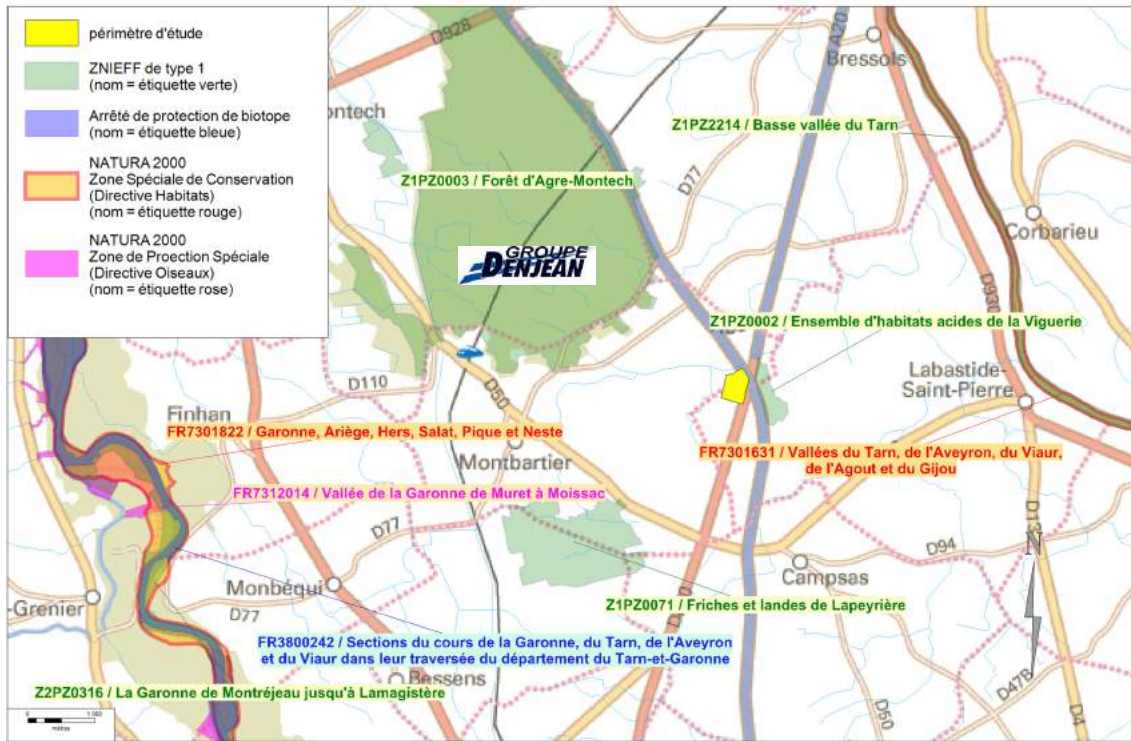 périmètre d'étude
ZNIEFF de type 1
(nom = étiquette verte)
Arrêté de protection de biotope
(nom = étiquette bleue)
NATURA 2000
Zone Spéciale de Conservation
(Directive Habitats)
(nom = étiquette rouge)
NATURA 2000
Zone de Proection Spéciale
(Directive Oiseaux)
(nom = étiquette rose)
D928
A20
Bressols
ontech
Z1PZ2214 / Basse vallée du Tarn
Z1PZ0003 / Forêt d'Agre-Montech
D77
Corbarieu
GROUPE
DENJEAN
D930
Z1PZ0002 / Ensemble d'habitats acides de la Viguerie
D110
D50
Labastide-
Saint-Pierre
Finhan
FR7301822 / Garonne, Ariège, Hers, Salat, Pique et Neste
Montbartier
FR7301631 / Vallées du Tarn, de l'Aveyron, du Viaur,
de l'Agout et du Gijou
FR7312014 / Vallée de la Garonne de Muret à Moissac
D77
D13
N
D94
Monbéqui
Campsas
-Grenier
D77
Z1PZ0071 / Friches et landes de Lapeyrière
FR3800242 / Sections du cours de la Garonne, du Tarn, de l'Aveyron
et du Viaur dans leur traversée du département du Tarn-et-Garonne
Bessens
Z2PZ0316 / La Garonne de Montréjeau jusqu'à Lamagistère
D47B
D50
D4
0
1 000
mètres